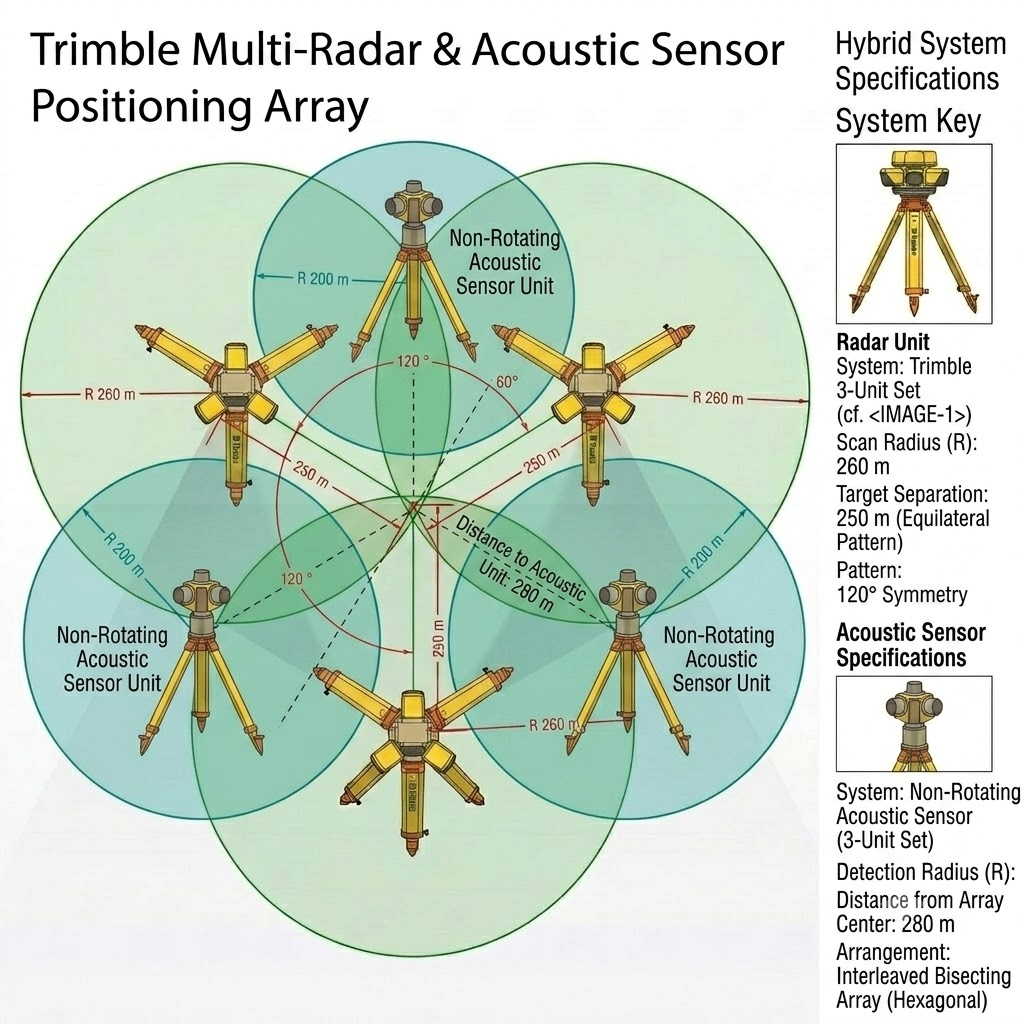 Trimble Multi-Radar & Acoustic Sensor
Positioning Array
Non-Rotating
Acoustic
Sensor Unit
R 200 m
120°
60°
R 260 m
R 260 m
250 m
250 m
R 200 m
R 200 m
Distance to Acoustic
Unit: 280 m
120°
290 m
Non-Rotating
Acoustic
Sensor Unit
Non-Rotating
Acoustic
Sensor Unit
R 260 m
Hybrid System
Specifications
System Key
Radar Unit
System: Trimble
3-Unit Set
(cf. <IMAGE-1>)
Scan Radius (R):
260 m
Target Separation:
250 m (Equilateral
Pattern)
Pattern:
120° Symmetry
Acoustic Sensor
Specifications
System: Non-Rotating
Acoustic Sensor
(3-Unit Set)
Detection Radius (R):
Distance from Array
Center: 280 m
Arrangement:
Interleaved Bisecting
Array (Hexagonal)